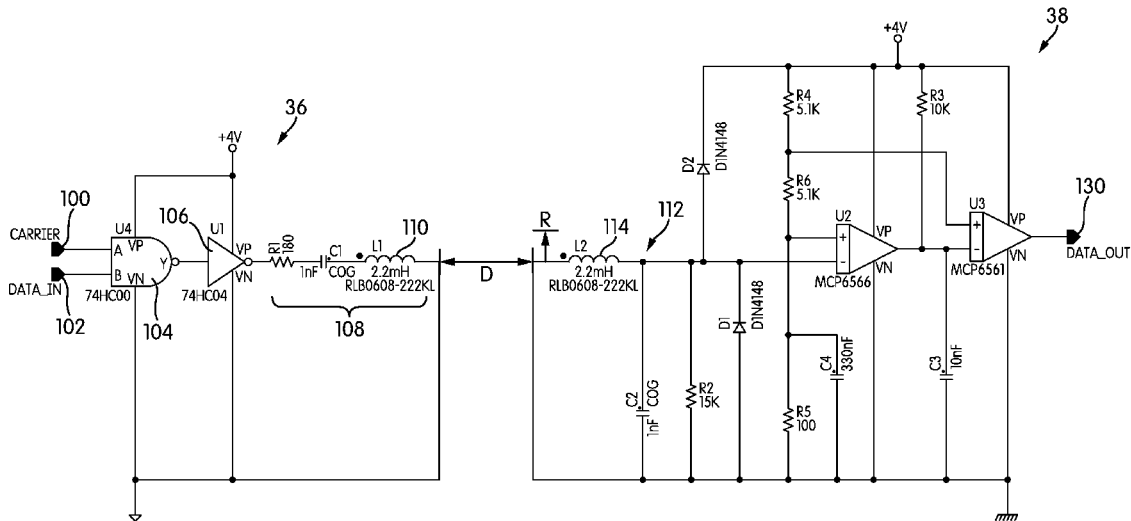 +4V
38
36
+4V
R4
5.1K
R3
10K
D2
D1N4148
R6
5.1K
100
CARRIER
U4
VP
A
Y
B
VN
74HC00
DATA_IN
102
104
106
U1
VP
VN
74HC04
R1
180
C1
1nF
COG
L1
2.2mH
RLB0608-222KL
110
108
D
R
L2
2.2mH
RLB0608-222KL
114
112
U2
+
-
VP
VN
MCP6566
U3
+
-
VP
VN
MCP6561
130
DATA_OUT
D1
D1N4148
C2
COG
1nF
R2
15K
C4
330nF
C3
10nF
R5
100